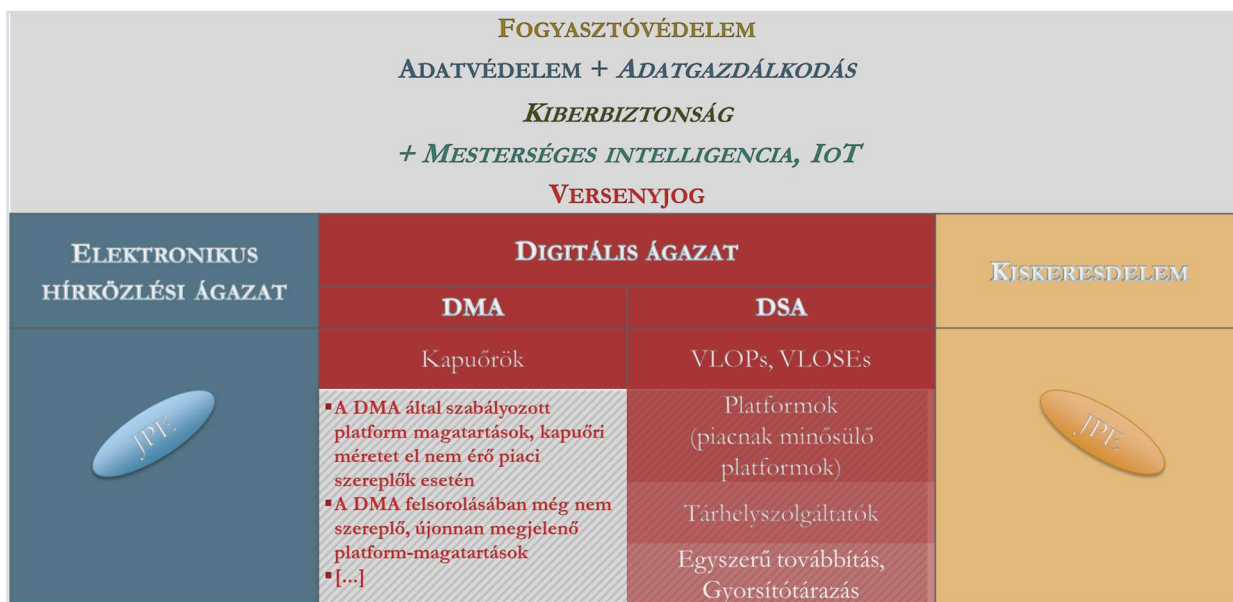 FOGYASZTÓVÉDELEM
ADATVÉDELEM + ADATGAZDÁLKODÁS
KIBERBIZTONSÁG
+ MESTERSÉGES INTELLIGENCIA, IOT
VERSENYJOG
ELEKTRONIKUS
HÍRKÖZLÉSI ÁGAZAT
DIGITÁLIS ÁGAZAT
KISKERESDELEM
DMA
DSA
Kapuőrök
VLOPs, VLOSEs
JPE
▪A DMA által szabályozott
platform magatartások, kapuőri
méretet el nem érő piaci
szereplők esetén
▪A DMA felsorolásában még nem
szereplő, újonnan megjelenő
platform-magatartások
▪[...]
Platformok
(piacnak minősülő
platformok)
Tárhelyszolgáltatók
Egyszerű továbbítás,
Gyorsítótárazás
JPE